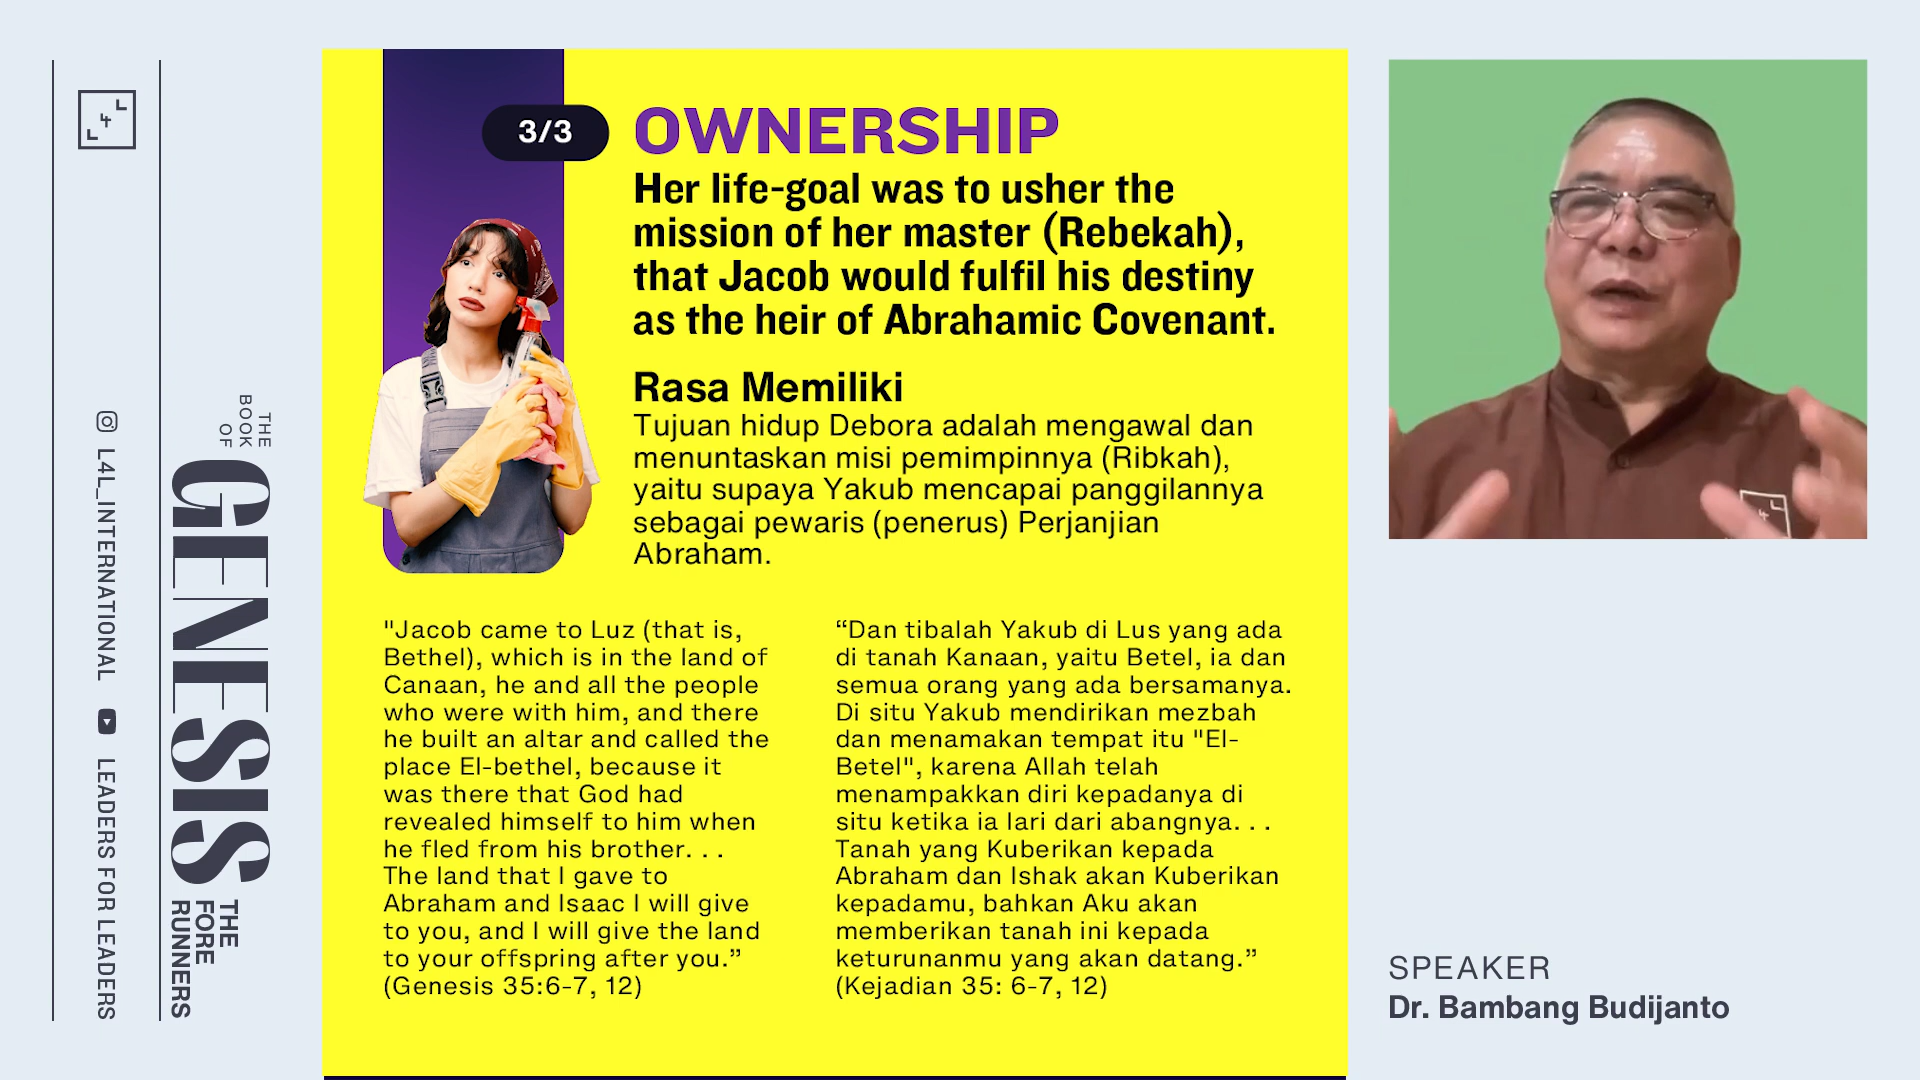 L4L_INTERNATIONAL
LEADERS FOR LEADERS
THE
BOOK
OF
GENESIS
THE
FORE
RUNNERS
3/3
OWNERSHIP
Her life-goal was to usher the
mission of her master (Rebekah),
that Jacob would fulfil his destiny
as the heir of Abrahamic Covenant.
Rasa Memiliki
Tujuan hidup Debora adalah mengawal dan
menuntaskan misi pemimpinnya (Ribkah),
yaitu supaya Yakub mencapai panggilannya
sebagai pewaris (penerus) Perjanjian
Abraham.
"Jacob came to Luz (that is,
Bethel), which is in the land of
Canaan, he and all the people
who were with him, and there
he built an altar and called the
place El-bethel, because it
was there that God had
revealed himself to him when
he fled from his brother. . .
The land that I gave to
Abraham and Isaac I will give
to you, and I will give the land
to your offspring after you.”
(Genesis 35:6-7, 12)
“Dan tibalah Yakub di Lus yang ada
di tanah Kanaan, yaitu Betel, ia dan
semua orang yang ada bersamanya.
Di situ Yakub mendirikan mezbah
dan menamakan tempat itu "El-
Betel", karena Allah telah
menampakkan diri kepadanya di
situ ketika ia lari dari abangnya. . .
Tanah yang Kuberikan kepada
Abraham dan Ishak akan Kuberikan
kepadamu, bahkan Aku akan
memberikan tanah ini kepada
keturunanmu yang akan datang.”
(Kejadian 35: 6-7, 12)
SPEAKER
Dr. Bambang Budijanto